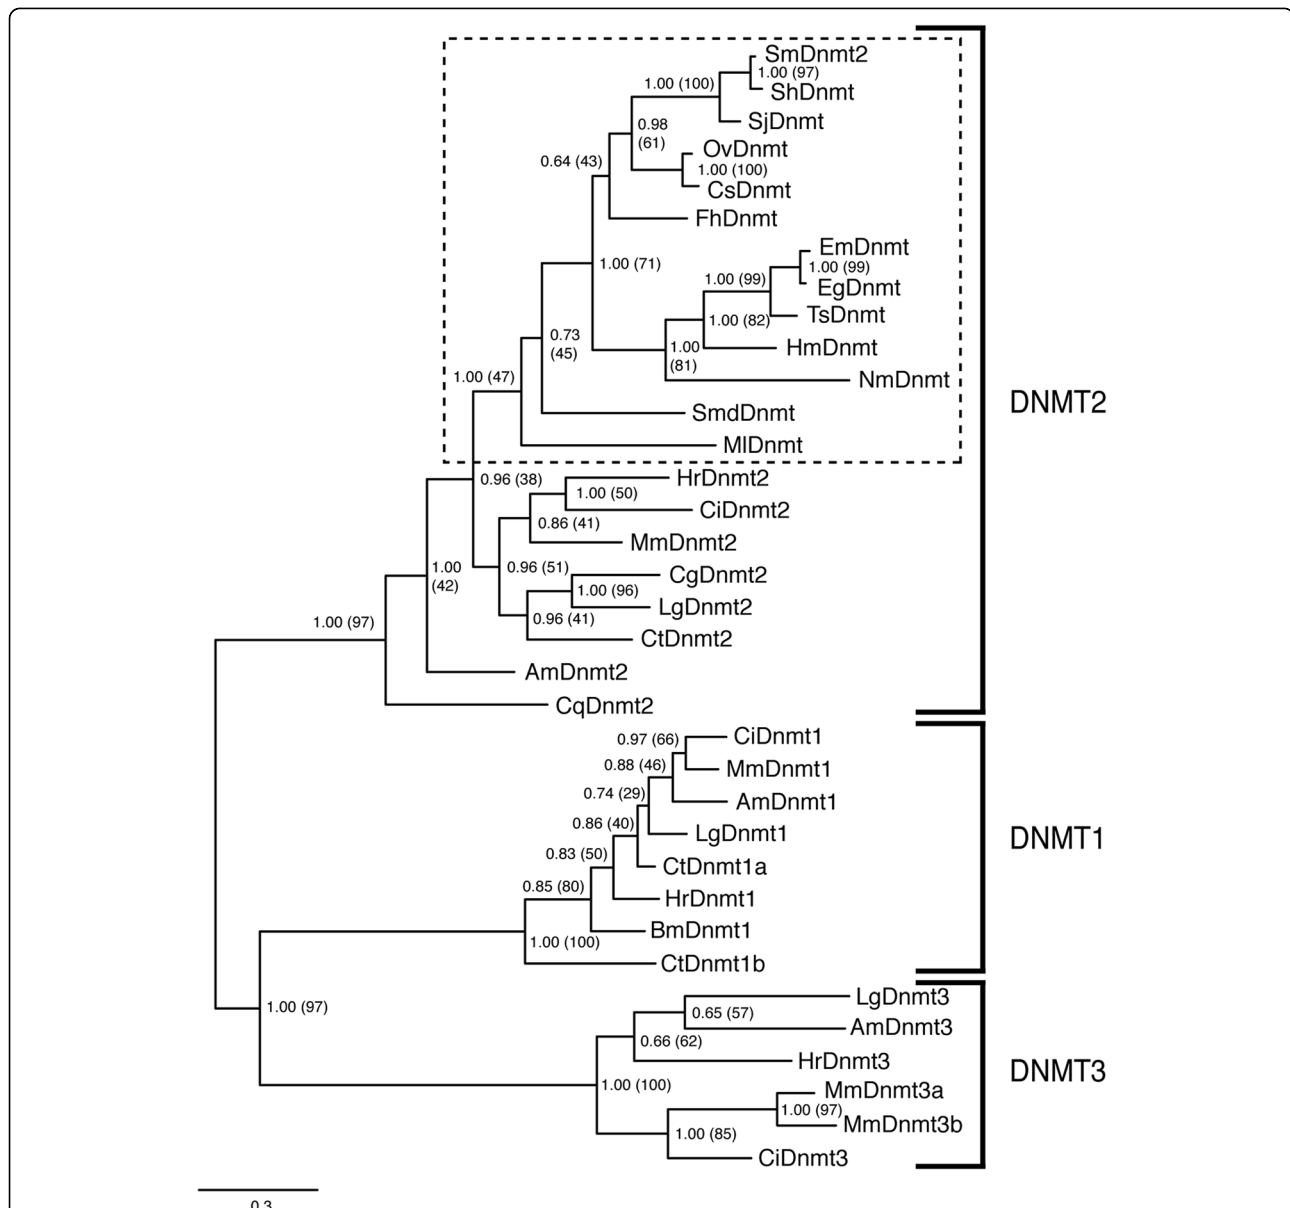 SmDnmt2
1.00 (97)
1.00 (100)
ShDnmt
SjDnmt
0.98
(61)
OvDnmt
0.64 (43)
1.00 (100)
CsDnmt
FhDnmt
EmDnmt
1.00 (71)
1.00 (99)
1.00 (99)
EgDnmt
TsDnmt
1.00 (82)
0.73
(45)
1.00
(81)
HmDnmt
1.00 (47)
NmDnmt
DNMT2
SmdDnmt
MlDnmt
0.96 (38)
HrDnmt2
1.00 (50)
CiDnmt2
0.86 (41)
MmDnmt2
1.00
(42)
0.96 (51)
CgDnmt2
1.00 (96)
LgDnmt2
1.00 (97)
0.96 (41)
CtDnmt2
AmDnmt2
CqDnmt2
0.97 (66)
CiDnmt1
0.88 (46)
MmDnmt1
0.74 (29)
AmDnmt1
0.86 (40)
LgDnmt1
DNMT1
0.83 (50)
CtDnmt1a
0.85 (80)
HrDnmt1
BmDnmt1
1.00 (100)
CtDnmt1b
1.00 (97)
LgDnmt3
0.65 (57)
AmDnmt3
0.66 (62)
HrDnmt3
DNMT3
1.00 (100)
MmDnmt3a
1.00 (97)
MmDnmt3b
1.00 (85)
CiDnmt3
0.3